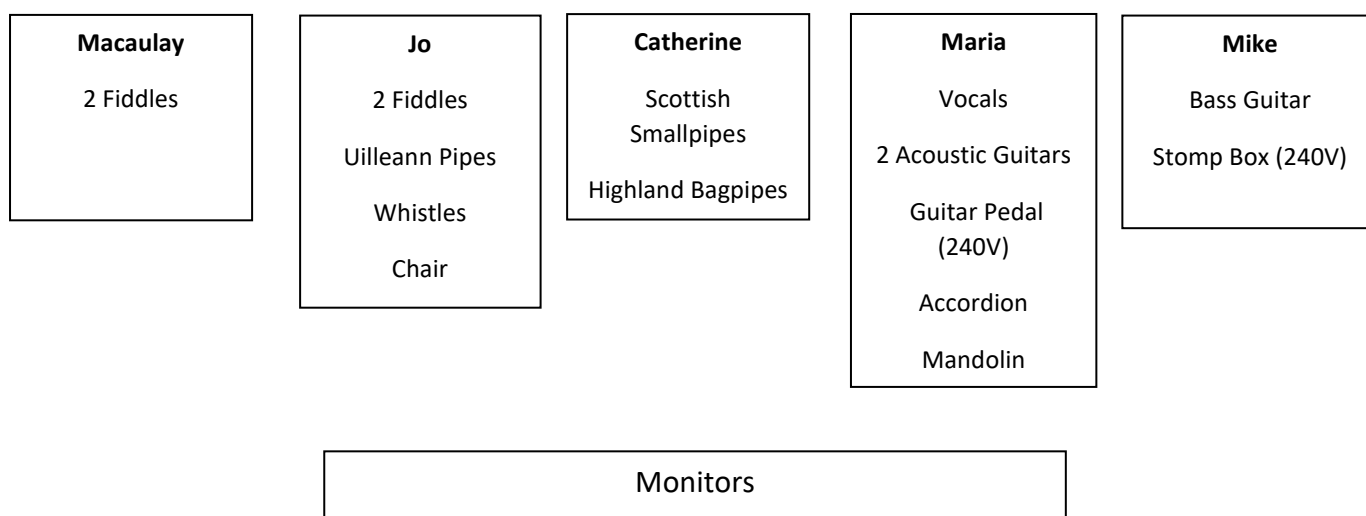 Macaulay
2 Fiddles
Jo
2 Fiddles
Uilleann Pipes
Whistles
Chair
Catherine
Scottish
Smallpipes
Highland Bagpipes
Maria
Vocals
2 Acoustic Guitars
Guitar Pedal
(240V)
Accordion
Mandolin
Mike
Bass Guitar
Stomp Box (240V)
Monitors